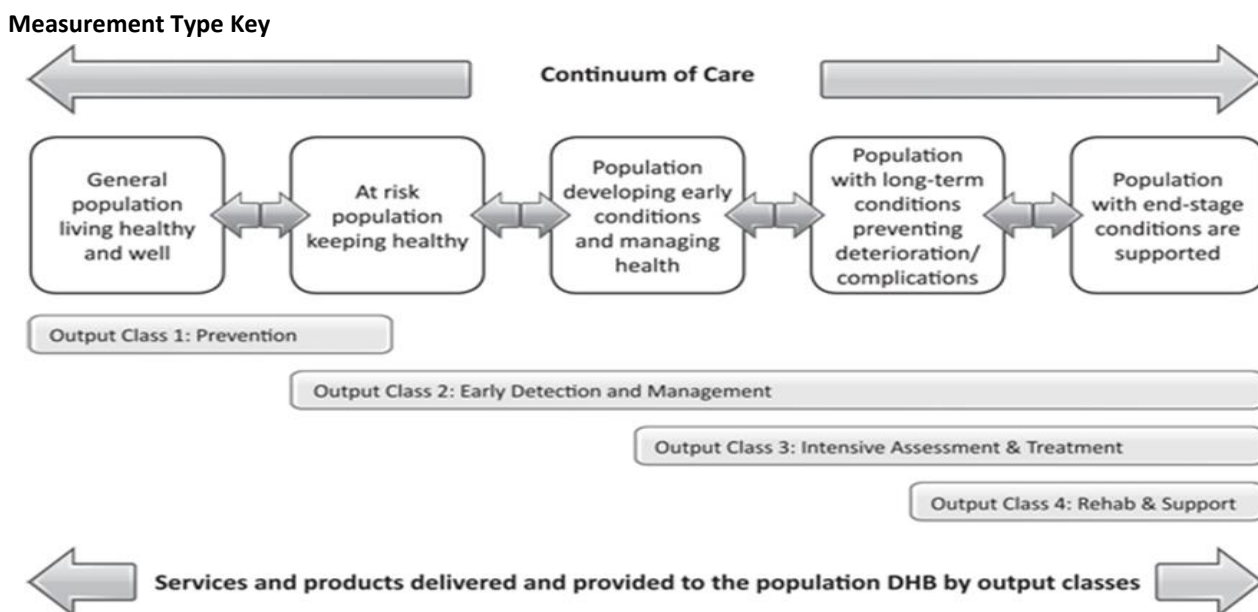 Measurement Type Key
Continuum of Care
General
population
living healthy
and well
At risk
population
keeping healthy
Population
developing early
conditions
and managing
health
Population
with long-term
conditions
preventing
deterioration/
complications
Population
with end-stage
conditions are
supported
Output Class 1: Prevention
Output Class 2: Early Detection and Management
Output Class 3: Intensive Assessment & Treatment
Output Class 4: Rehab & Support
Services and products delivered and provided to the population DHB by output classes